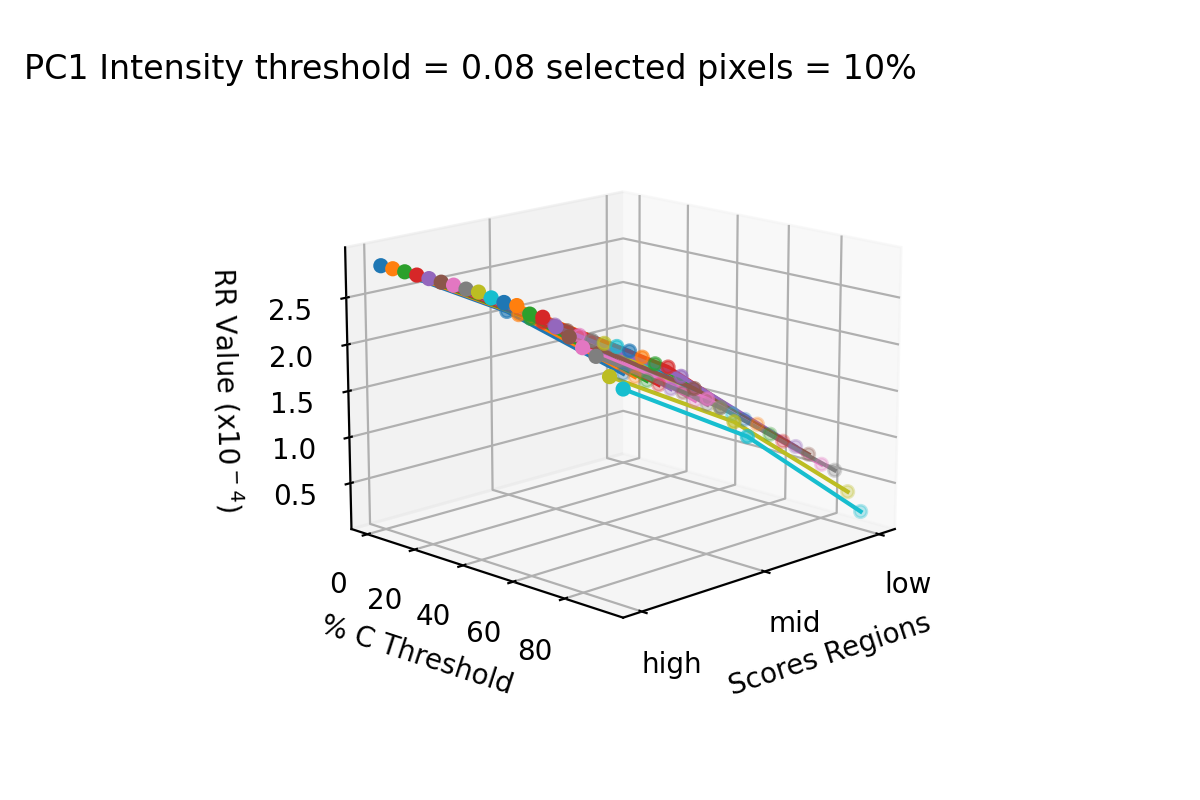 PC1 Intensity threshold = 0.08 selected pixels = 10%
RR Value (x10⁻⁴)
2.5
2.0
1.5
1.0
0.5
0
20
40
60
80
% C Threshold
high
mid
low
Scores Regions